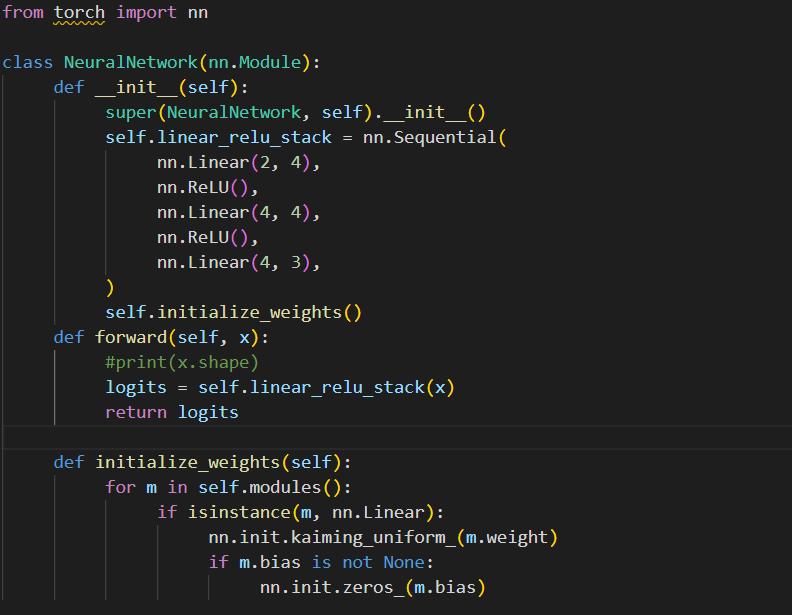 from torch import nn

class NeuralNetwork(nn.Module):
    def __init__(self):
        super(NeuralNetwork, self).__init__()
        self.linear_relu_stack = nn.Sequential(
            nn.Linear(2, 4),
            nn.ReLU(),
            nn.Linear(4, 4),
            nn.ReLU(),
            nn.Linear(4, 3),
        )
        self.initialize_weights()
    def forward(self, x):
        #print(x.shape)
        logits = self.linear_relu_stack(x)
        return logits

    def initialize_weights(self):
        for m in self.modules():
            if isinstance(m, nn.Linear):
                nn.init.kaiming_uniform_(m.weight)
                if m.bias is not None:
                    nn.init.zeros_(m.bias)